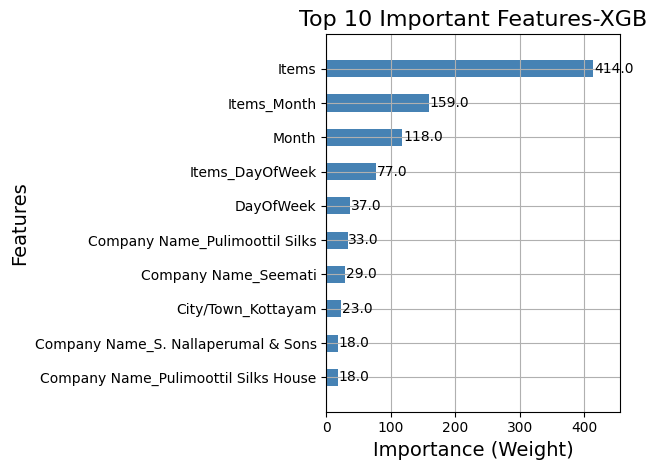 Top 10 Important Features-XGB
Features
Items
414.0
Items_Month
159.0
Month
118.0
Items_DayOfWeek
77.0
DayOfWeek
37.0
Company Name_Pulimoottil Silks
33.0
Company Name_Seemati
29.0
City/Town_Kottayam
23.0
Company Name_S. Nallaperumal & Sons
18.0
Company Name_Pulimoottil Silks House
18.0
0 100 200 300 400
Importance (Weight)